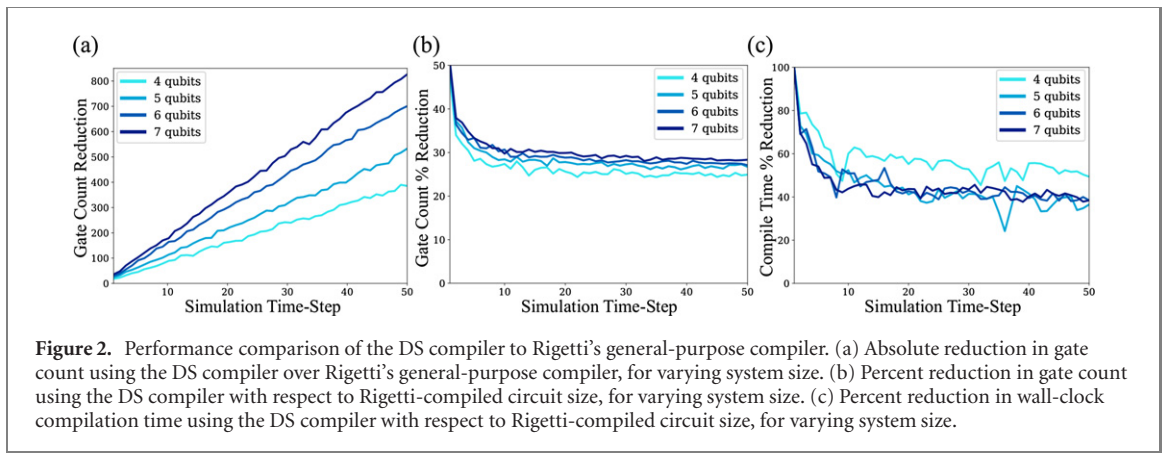 (a)
(b)
(c)
Gate Count Reduction
800
700
600
500
400
300
200
100
0
4 qubits
5 qubits
6 qubits
7 qubits
10
20
30
40
50
Simulation Time-Step
Gate Count % Reduction
50
40
30
20
10
0
4 qubits
5 qubits
6 qubits
7 qubits
10
20
30
40
50
Simulation Time-Step
Compile Time % Reduction
100
80
60
40
20
0
4 qubits
5 qubits
6 qubits
7 qubits
10
20
30
40
50
Simulation Time-Step
Figure 2. Performance comparison of the DS compiler to Rigetti's general-purpose compiler. (a) Absolute reduction in gate
count using the DS compiler over Rigetti's general-purpose compiler, for varying system size. (b) Percent reduction in gate count
using the DS compiler with respect to Rigetti-compiled circuit size, for varying system size. (c) Percent reduction in wall-clock
compilation time using the DS compiler with respect to Rigetti-compiled circuit size, for varying system size.